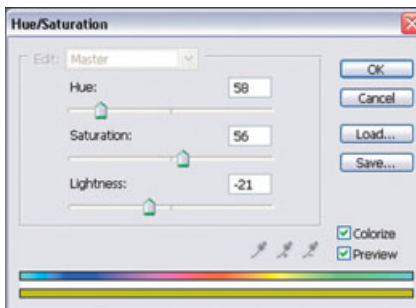 Hue/Saturation
Edit: Master
Hue: 58
Saturation: 56
Lightness: -21
OK
Cancel
Load...
Save...
Colorize
Preview